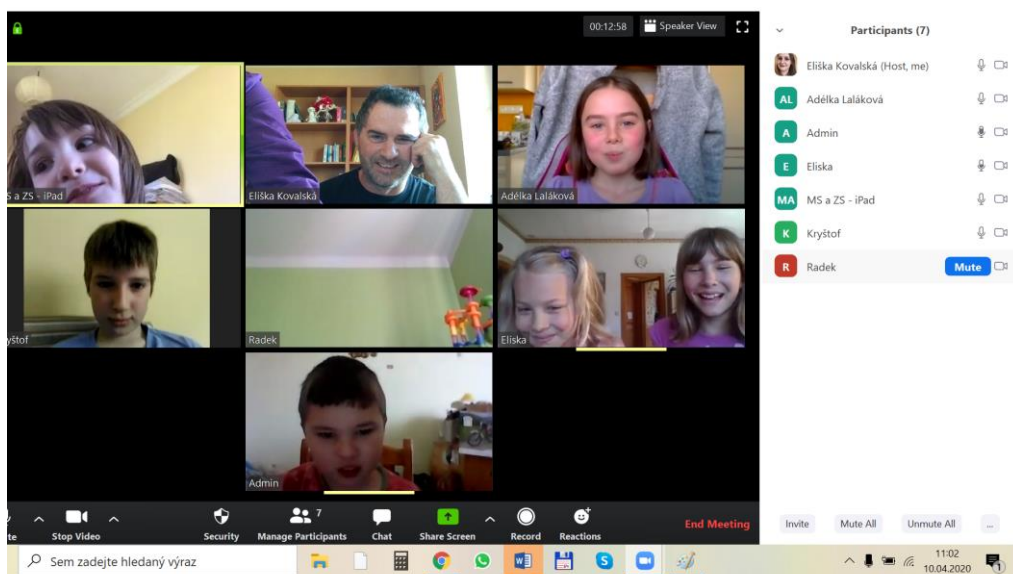 00:12:58
Speaker View
Participants (7)
S a ZS - iPad
Eliška Kovalská
Adélka Laláková
yštof
Radek
Eliska
Admin
Eliška Kovalská (Host, me)
AL Adélka Laláková
A Admin
E Eliska
MA MS a ZS - iPad
K Kryštof
R Radek
Mute
te
Stop Video
Security
Manage Participants
7
Chat
Share Screen
Record
Reactions
End Meeting
Invite
Mute All
Unmute All
...
Sem zadejte hledaný výraz
W
S
11:02
10.04.2020
1